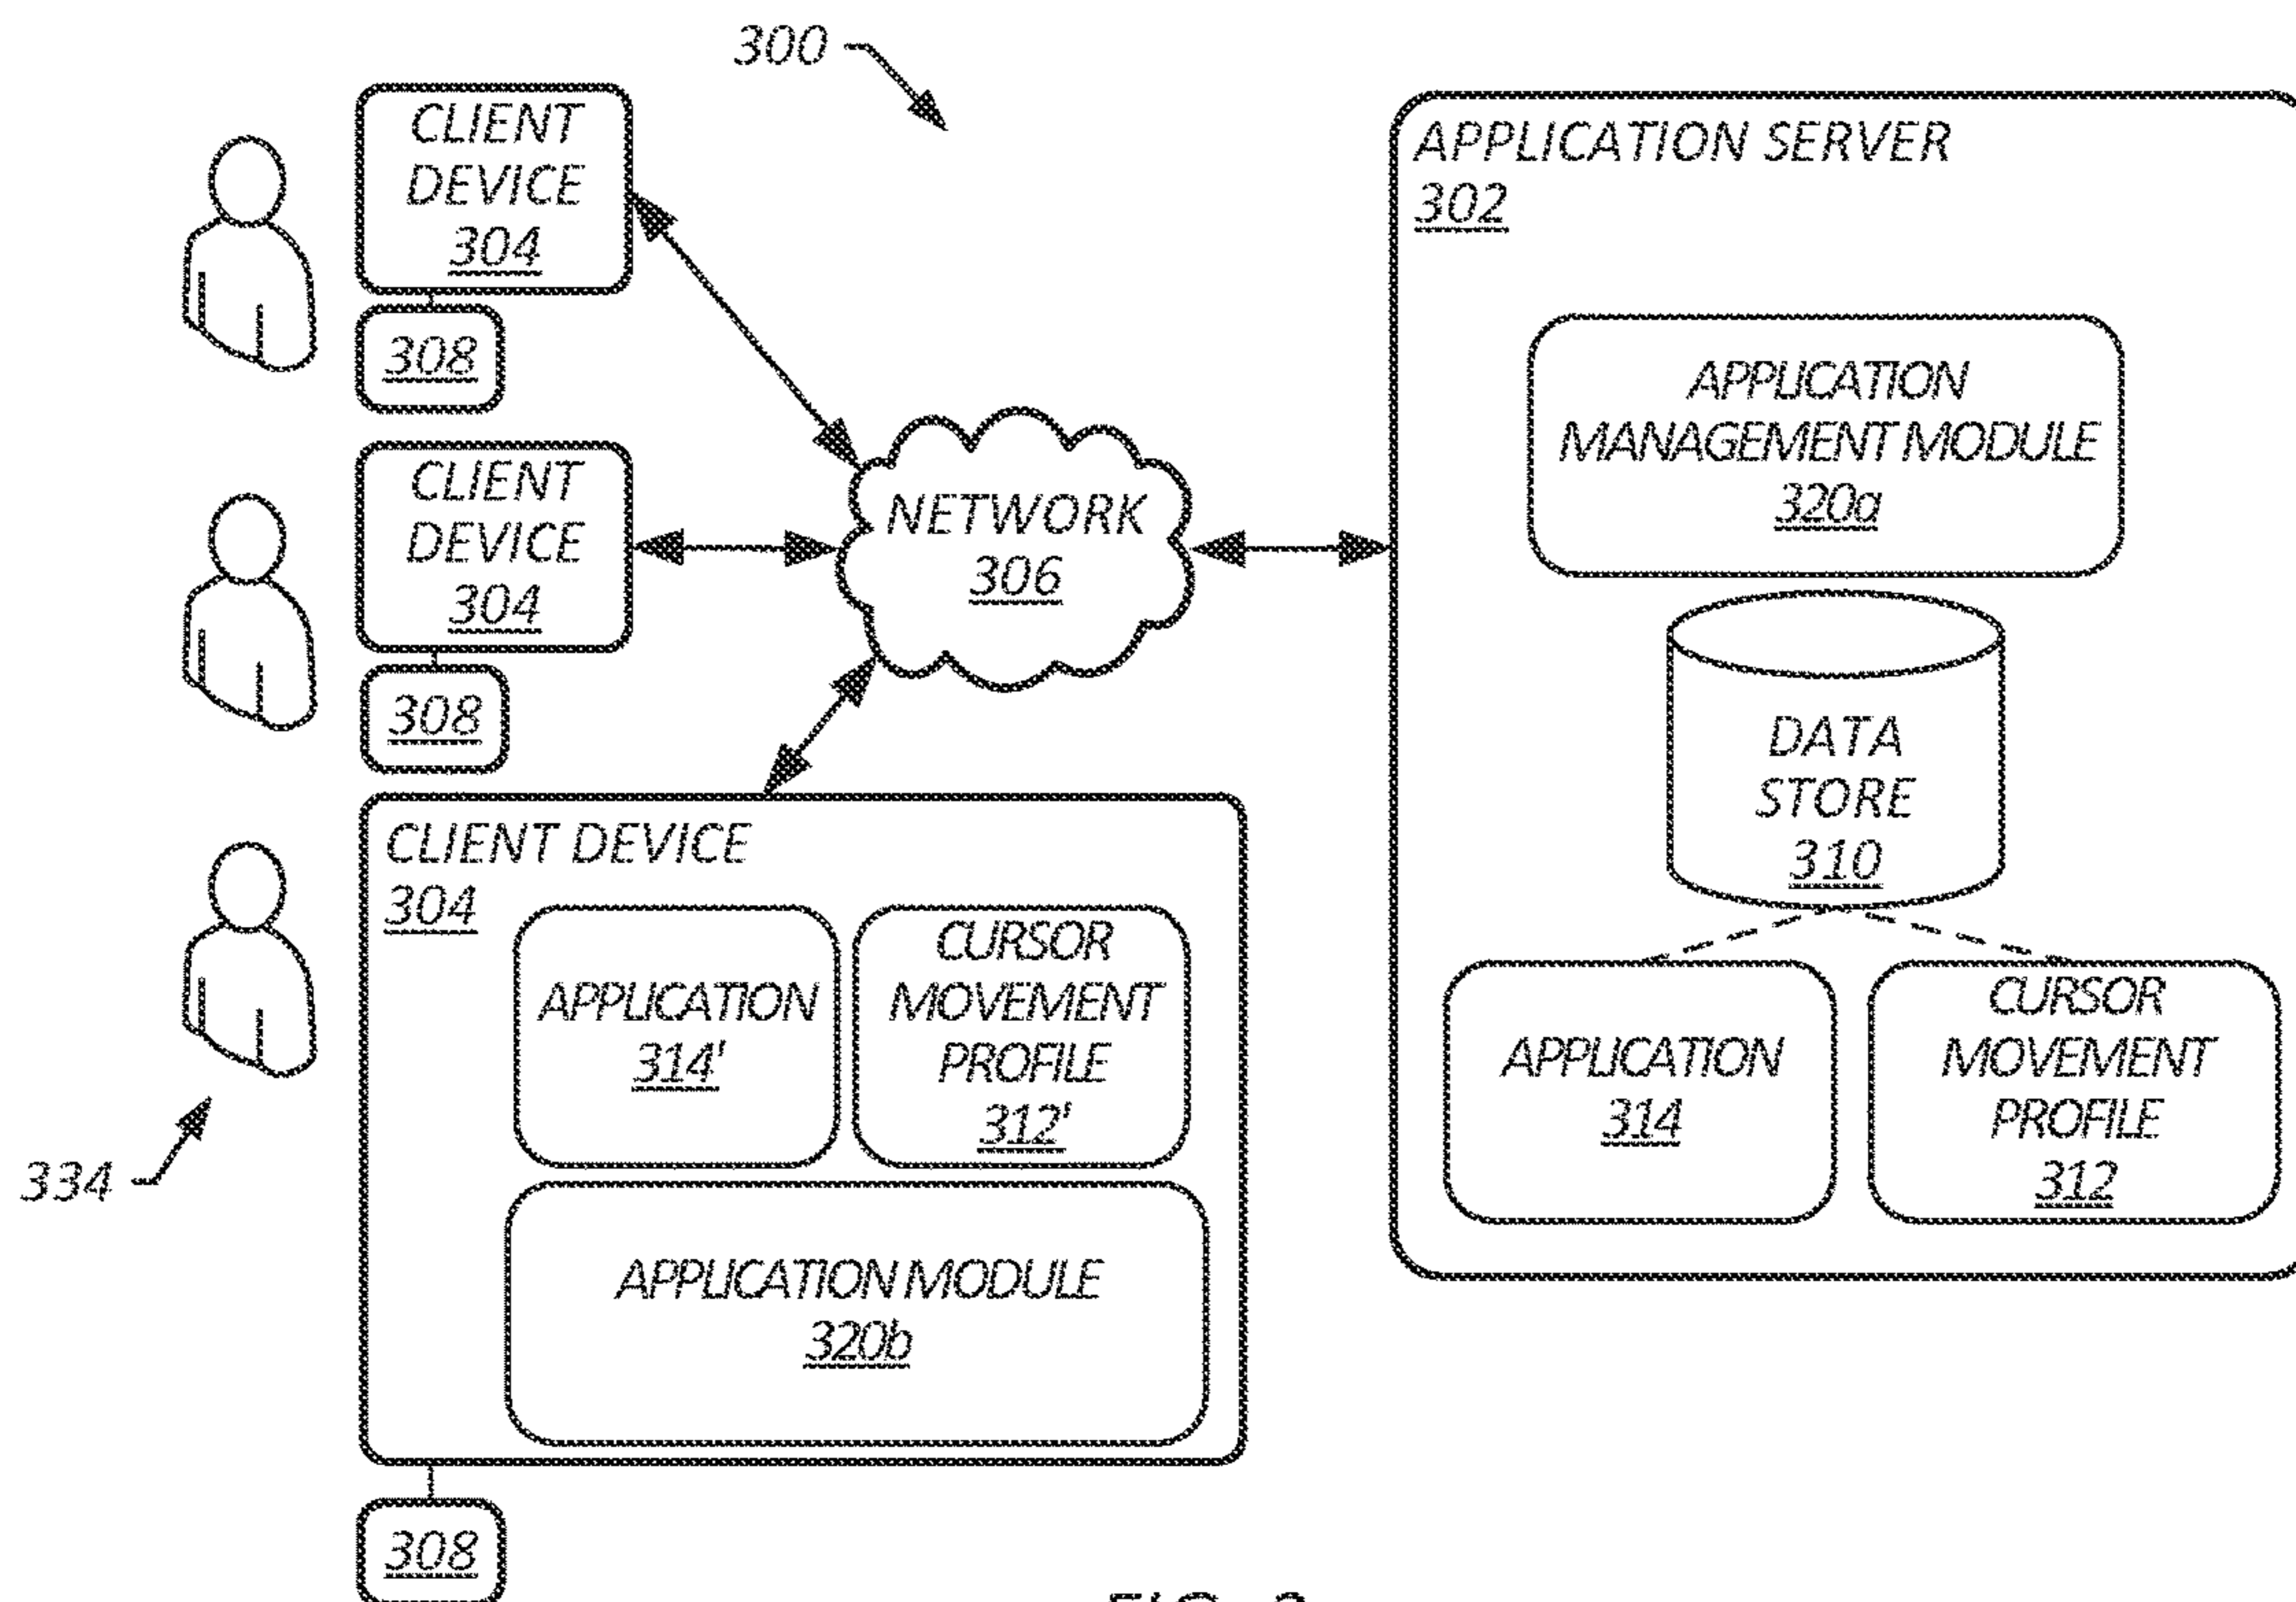 300
CLIENT
DEVICE
304
308
CLIENT
DEVICE
304
308
NETWORK
306
CLIENT DEVICE
304
APPLICATION
314'
CURSOR
MOVEMENT
PROFILE
312'
APPLICATION MODULE
320b
308
334
APPLICATION SERVER
302
APPLICATION
MANAGEMENT MODULE
320a
DATA
STORE
310
APPLICATION
314
CURSOR
MOVEMENT
PROFILE
312